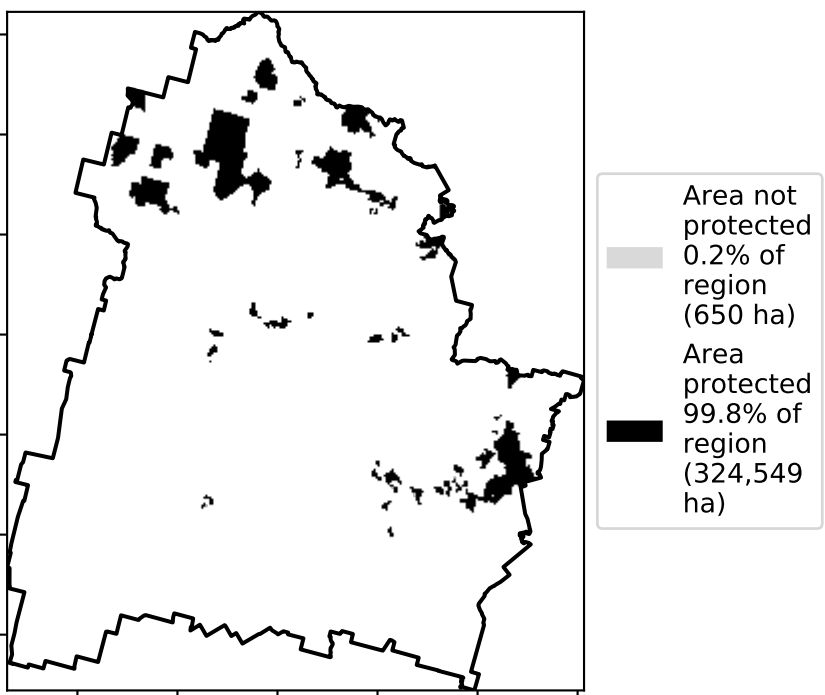 Area not
protected
0.2% of
region
(650 ha)
Area
protected
99.8% of
region
(324,549
ha)